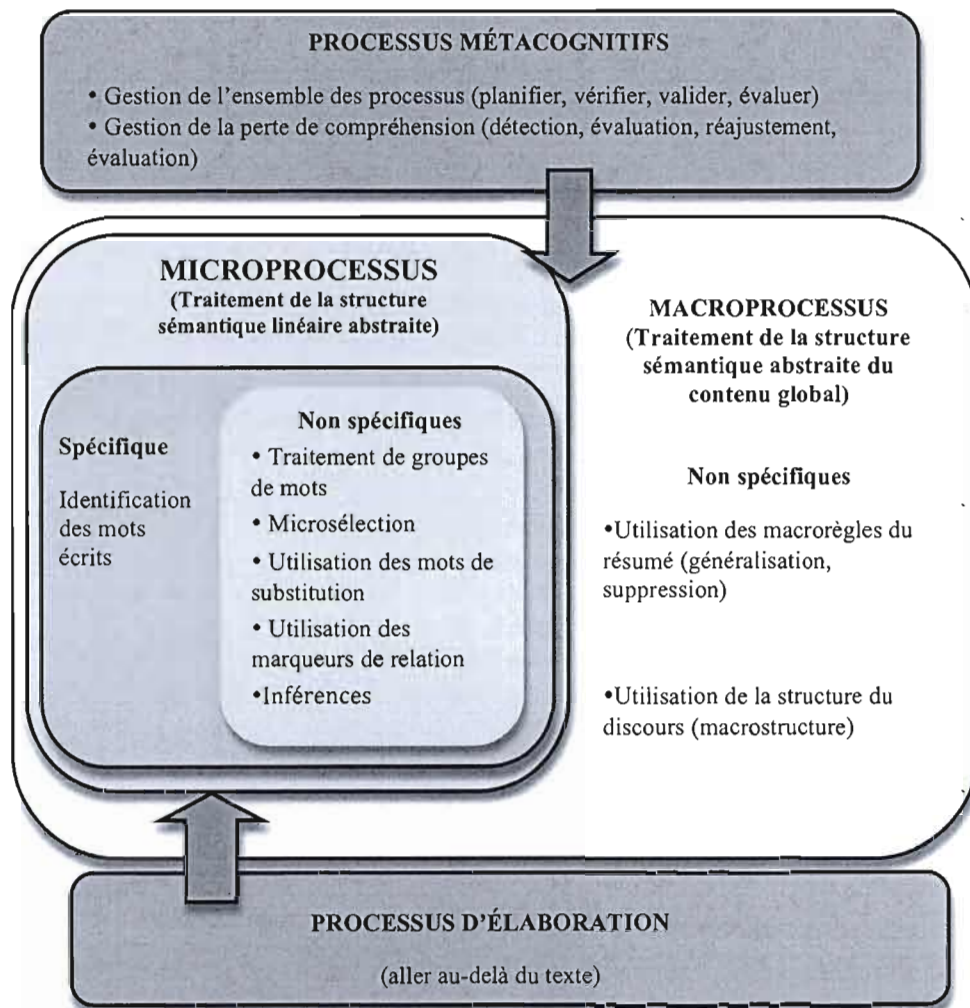 PROCESSUS MÉTACOGNITIFS
• Gestion de l'ensemble des processus (planifier, vérifier, valider, évaluer)
• Gestion de la perte de compréhension (détection, évaluation, réajustement,
évaluation)
MICROPROCESSUS
(Traitement de la structure
sémantique linéaire abstraite)
Spécifique
Identification
des mots
écrits
Non spécifiques
• Traitement de groupes
de mots
• Microsélection
• Utilisation des mots de
substitution
• Utilisation des
marqueurs de relation
•Inférences
MACROPROCESSUS
(Traitement de la structure
sémantique abstraite du
contenu global)
Non spécifiques
•Utilisation des macrorègles du
résumé (généralisation,
suppression)
•Utilisation de la structure du
discours (macrostructure)
PROCESSUS D'ÉLABORATION
(aller au-delà du texte)